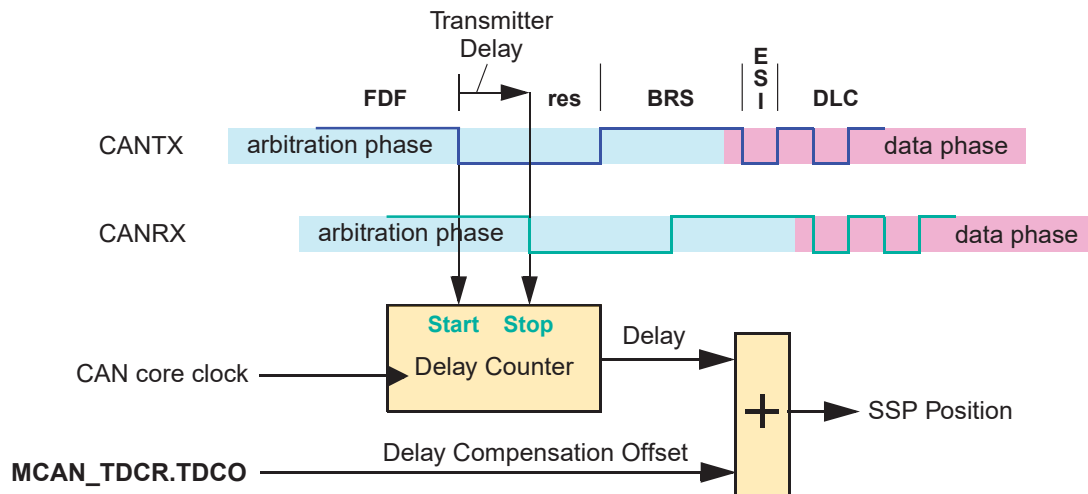 Transmitter
Delay
FDF
res
BRS
ESI
DLC
CANTX
arbitration phase
data phase
CANRX
arbitration phase
data phase
Start
Stop
Delay Counter
CAN core clock
Delay
+
SSP Position
Delay Compensation Offset
MCAN_TDCR.TDCO